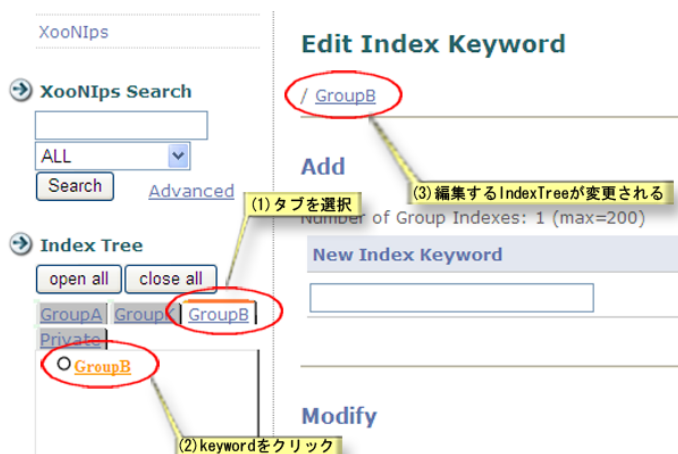 XooNIps
XooNIps Search
ALL
Search
Advanced
Index Tree
open all
close all
GroupA
GroupX
GroupB
Private
GroupB
Edit Index Keyword
/ GroupB
Add
Number of Group Indexes: 1 (max=200)
New Index Keyword
Modify
(1)タブを選択
(2)keywordをクリック
(3)編集するIndexTreeが変更される